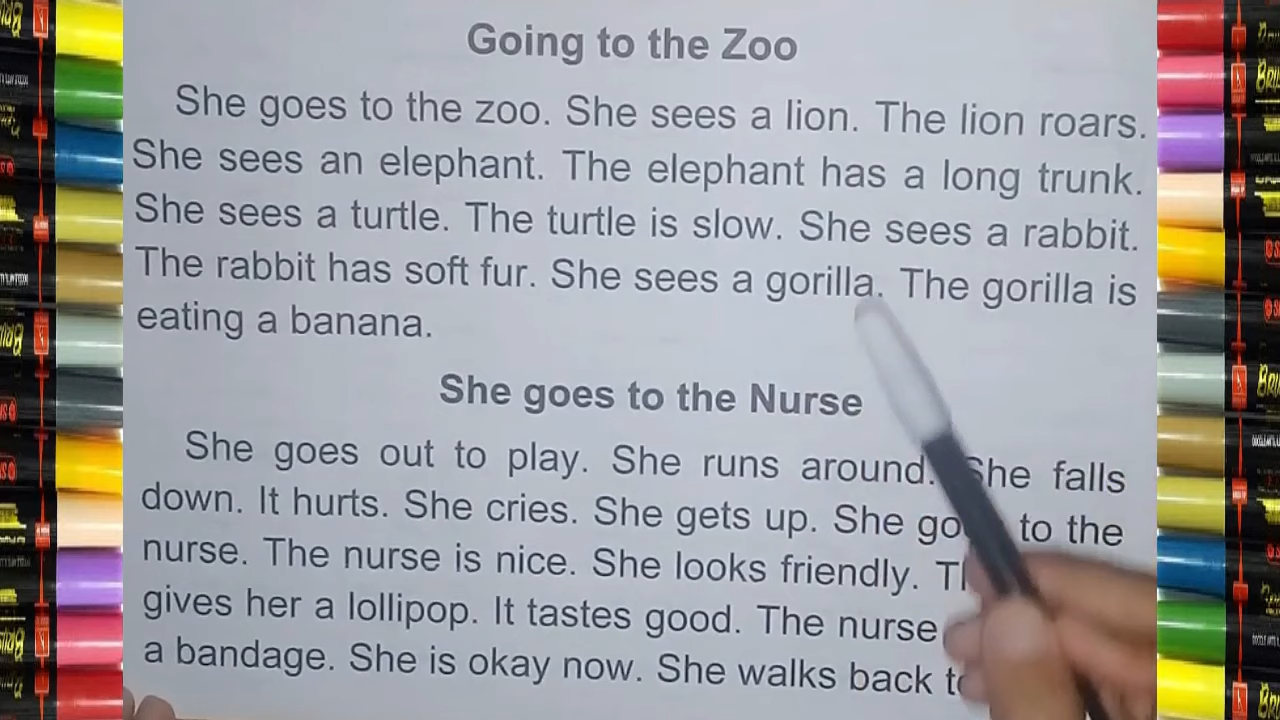 Going to the Zoo
She goes to the zoo. She sees a lion. The lion roars.
She sees an elephant. The elephant has a long trunk.
She sees a turtle. The turtle is slow. She sees a rabbit.
The rabbit has soft fur. She sees a gorilla. The gorilla is
eating a banana.
She goes to the Nurse
She goes out to play. She runs around. She falls
down. It hurts. She cries. She gets up. She to the
nurse. The nurse is nice. She looks friendly.
gives her a lollipop. It tastes good. The nurse
a bandage. She is okay now. She walks back